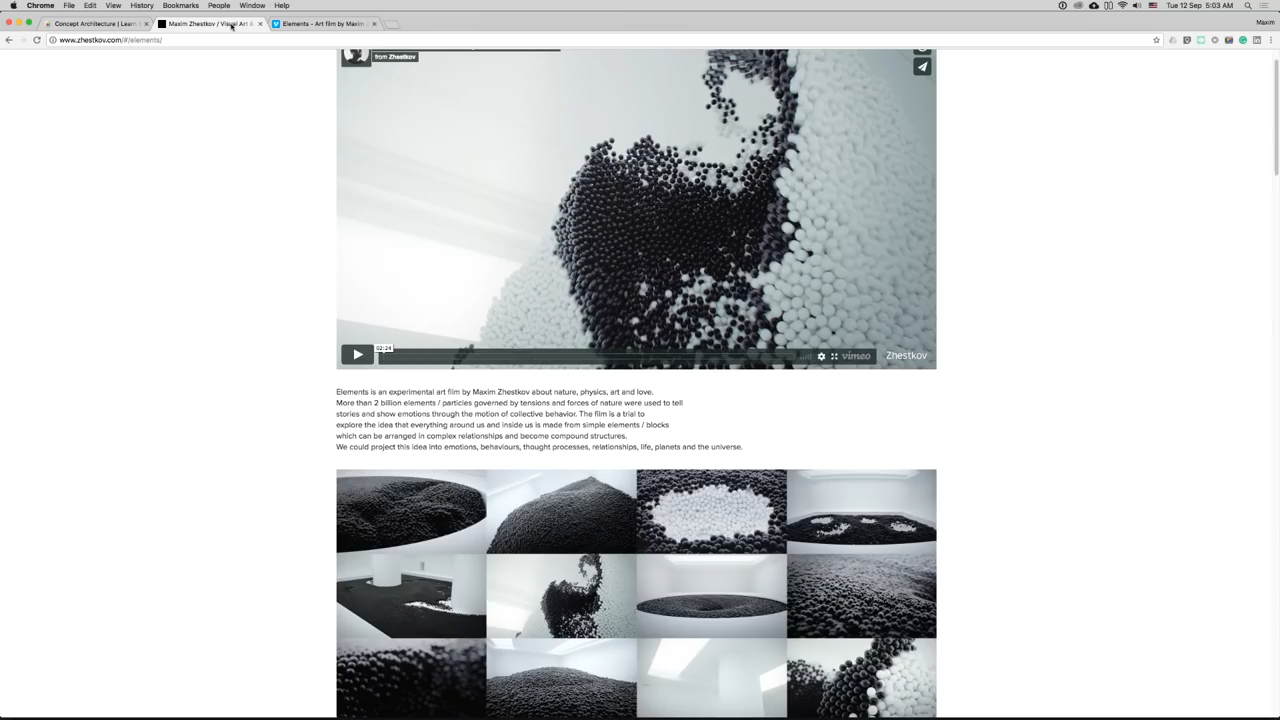 Chrome File Edit View History Bookmarks People Window Help Tue 12 Sep 5:03 AM
Concept Architecture | Learn Maxim Zhestkov / Visual Art & Elements - Art film by Maxim Maxim
www.zhestkov.com/#/elements/
from Zhestkov
02:24
vimeo Zhestkov
Elements is an experimental art film by Maxim Zhestkov about nature, physics, art and love.
More than 2 billion elements / particles governed by tensions and forces of nature were used to tell
stories and show emotions through the motion of collective behavior. The film is a trial to
explore the idea that everything around us and inside us is made from simple elements / blocks
which can be arranged in complex relationships and become compound structures.
We could project this idea into emotions, behaviours, thought processes, relationships, life, planets and the universe.